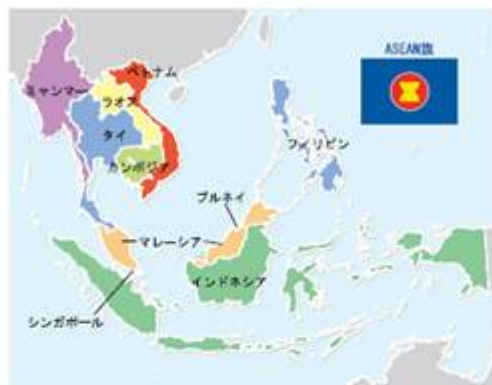 ASEAN旗
ベトナム
ミャンマー
ラオス
タイ
フィリピン
カンボジア
ブルネイ
マレーシア
インドネシア
シンガポール